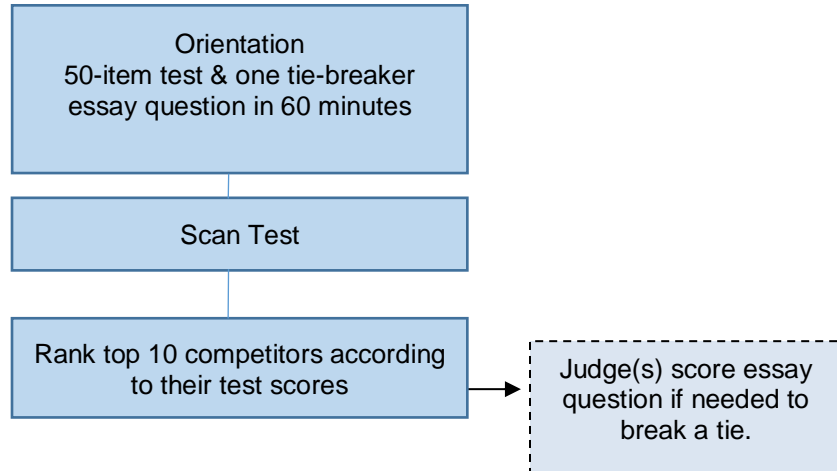 Orientation
50-item test & one tie-breaker
essay question in 60 minutes
Scan Test
Rank top 10 competitors according
to their test scores
Judge(s) score essay
question if needed to
break a tie.